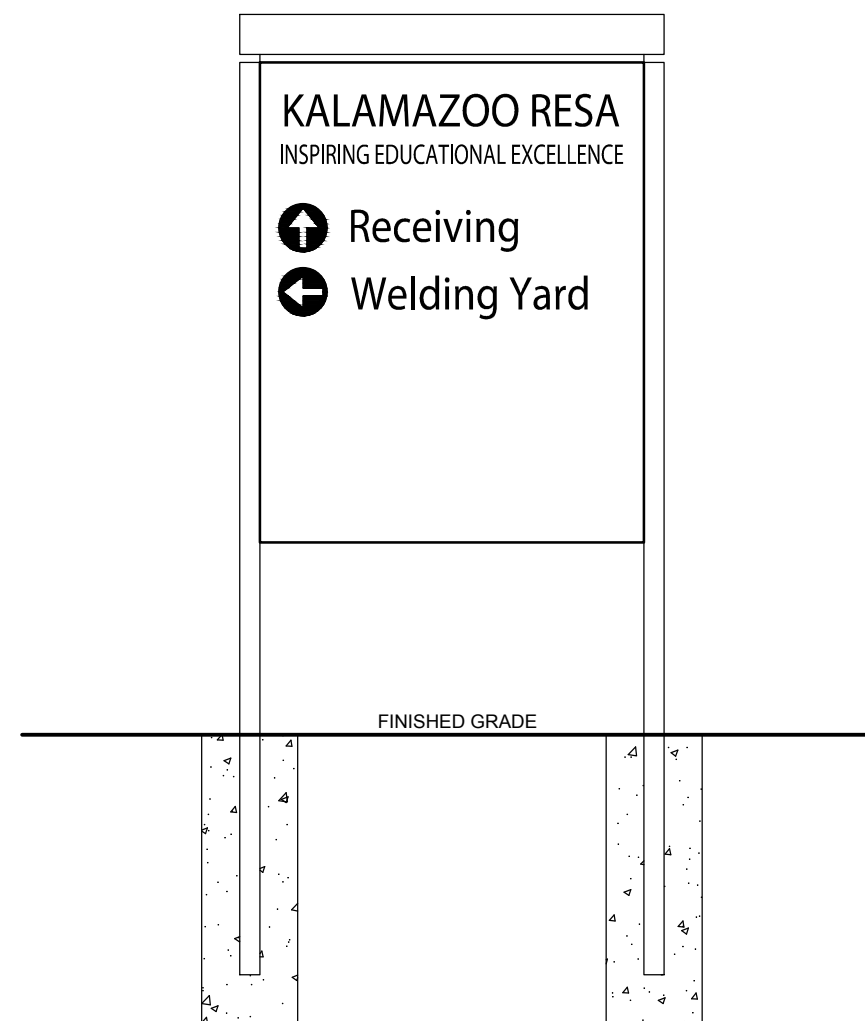 KALAMAZOO RESA
INSPIRING EDUCATIONAL EXCELLENCE
Receiving
Welding Yard
FINISHED GRADE